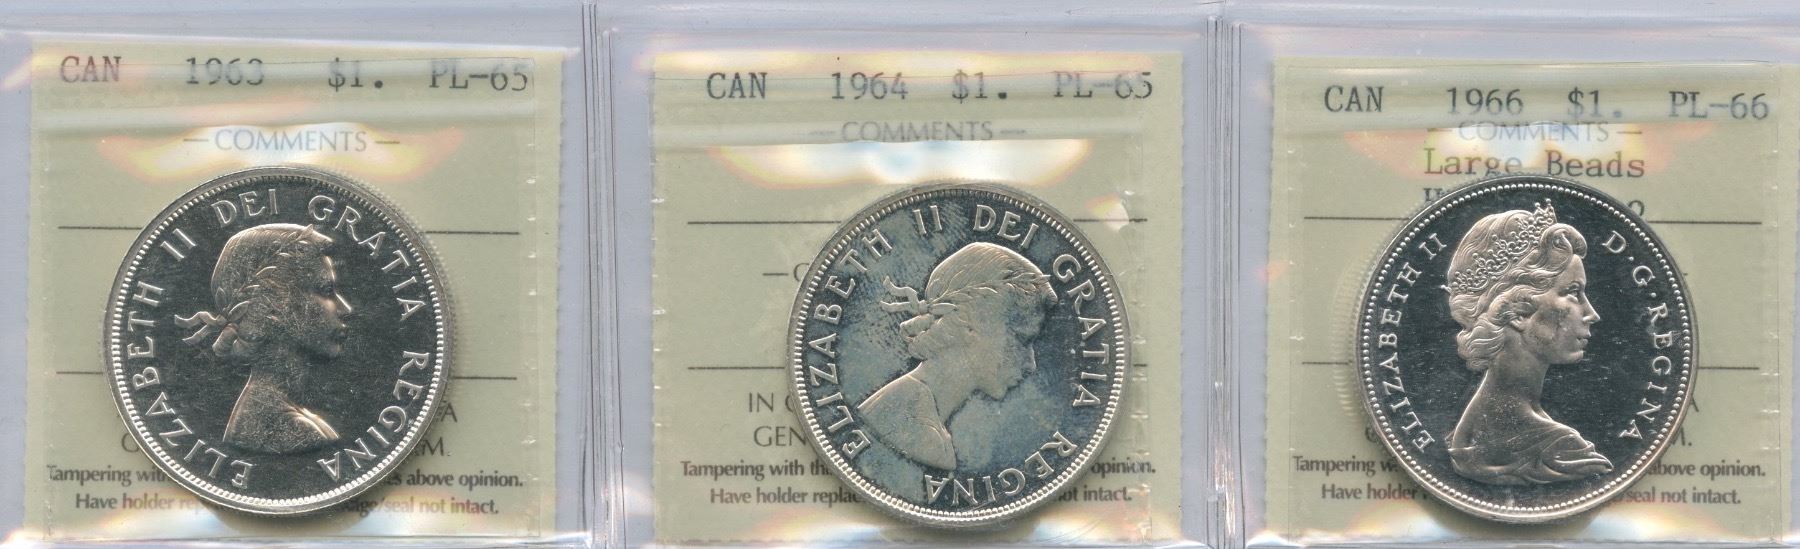 CAN 1963 $1. PL-65
— COMMENTS —
ELIZABETH II DEI GRATIA REGINA
Tampering
above opinion.
Have holder
seal not intact.
CAN 1964 $1. PL-65
— COMMENTS —
ELIZABETH II DEI GRATIA REGINA
IN
GEN
Tampering with
opinion.
Have holder
not intact.
CAN 1966 $1. PL-66
— COMMENTS —
Large Beads
ELIZABETH II D·G·REGINA
Tampering
above opinion.
Have holder
seal not intact.